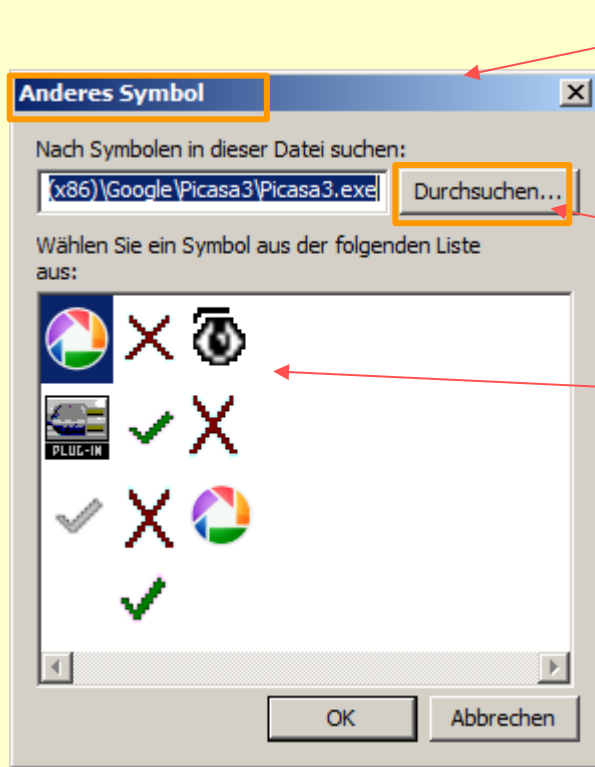 Anderes Symbol
Nach Symbolen in dieser Datei suchen:
(x86)\Google\Picasa3\Picasa3.exe
Durchsuchen...
Wählen Sie ein Symbol aus der folgenden Liste
aus:
PLUG-IN
OK
Abbrechen